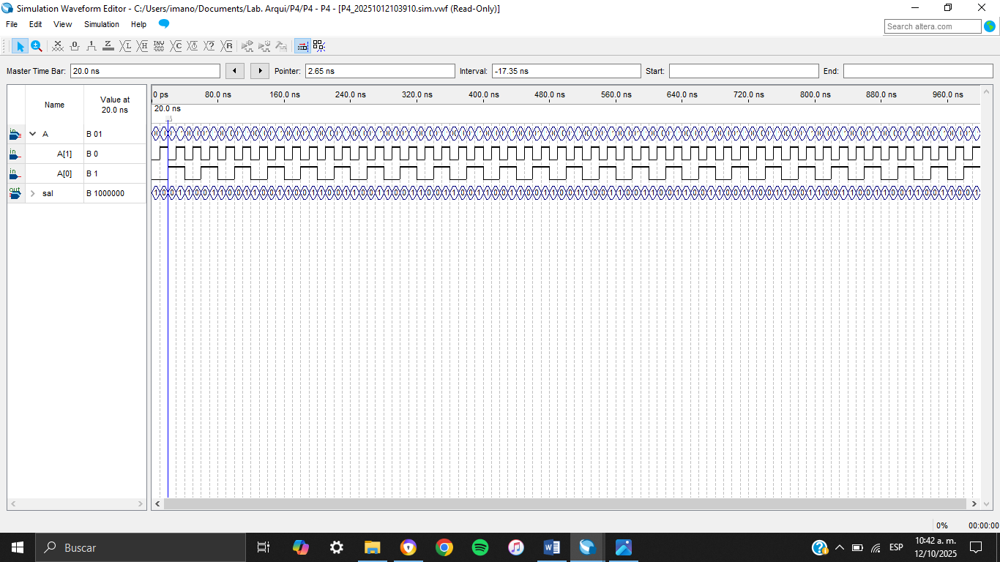 Simulation Waveform Editor - C:/Users/imano/Documents/Lab. Arqui/P4/P4 - P4 - [P4_20251012103910.sim.vwf (Read-Only)]
File Edit View Simulation Help
Search altera.com
Master Time Bar: 20.0 ns Pointer: 2.65 ns Interval: -17.35 ns Start: End:
Name Value at 20.0 ns
0 ps 80.0 ns 160.0 ns 240.0 ns 320.0 ns 400.0 ns 480.0 ns 560.0 ns 640.0 ns 720.0 ns 800.0 ns 880.0 ns 960.0 ns
20.0 ns
in A B 01
in A[1] B 0
in A[0] B 1
out sal B 1000000
0% 00:00:00
Buscar
ESP
10:42 a. m.
12/10/2025